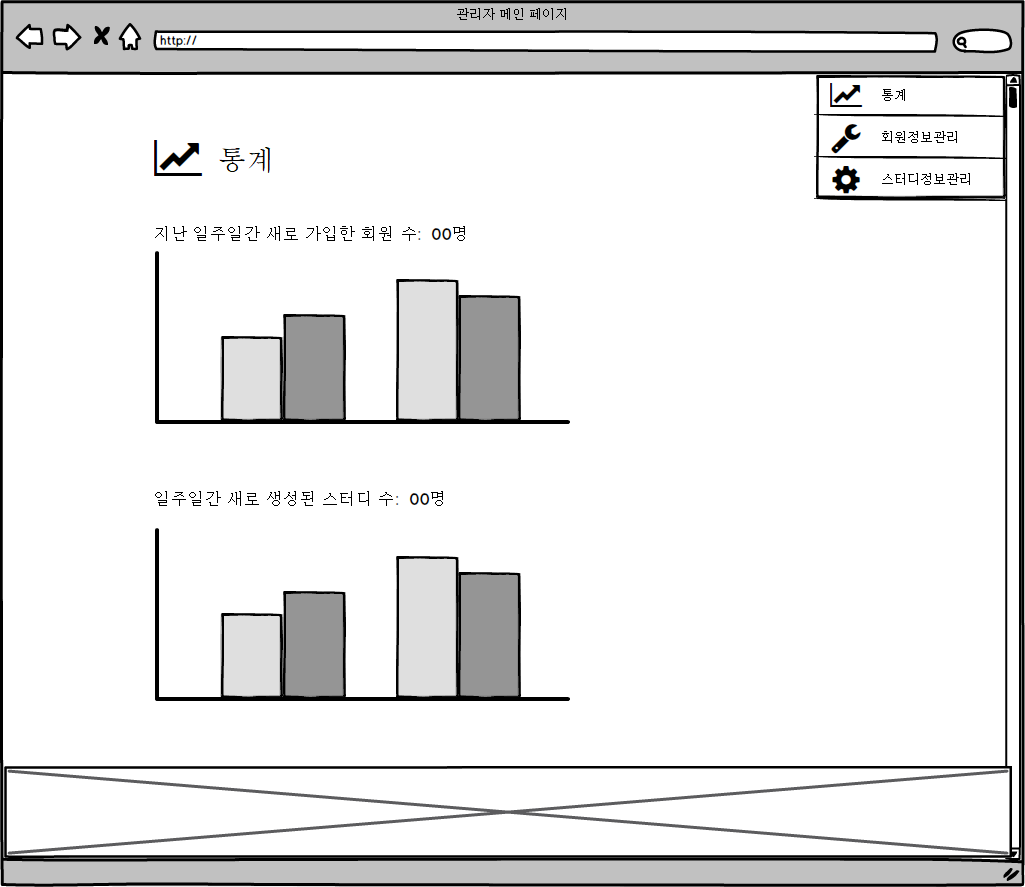 관리자 메인 페이지
http://
통계
회원정보관리
스터디정보관리
통계
지난 일주일간 새로 가입한 회원 수: 00명
일주일간 새로 생성된 스터디 수: 00명